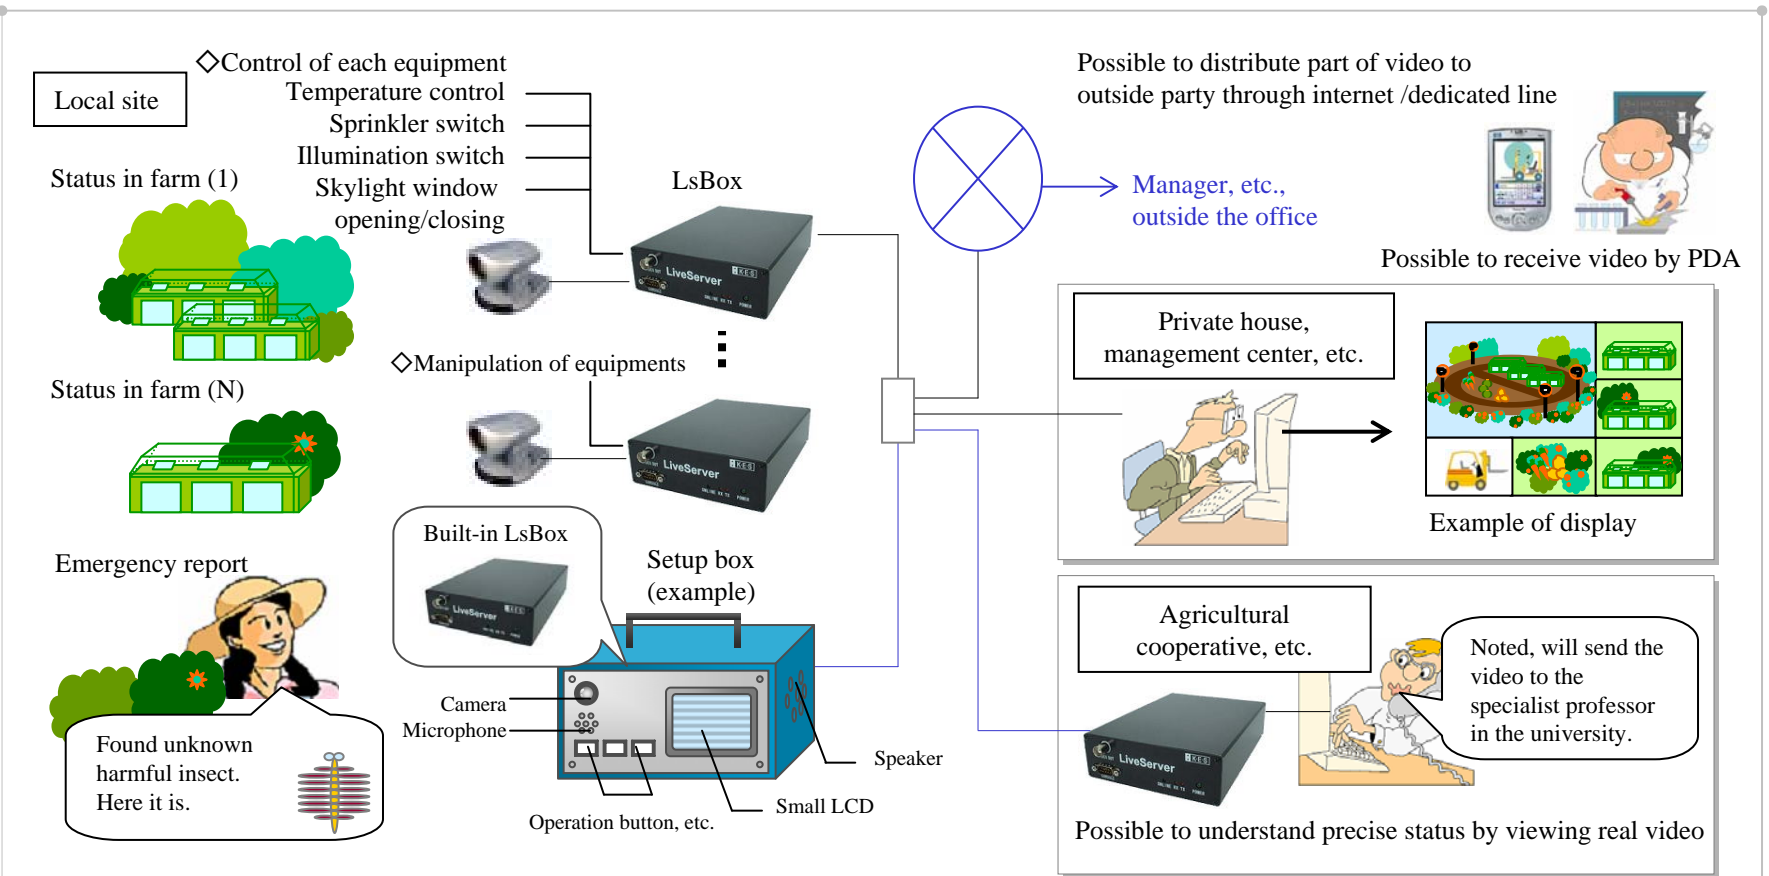 Local site
◇Control of each equipment
Temperature control
Sprinkler switch
Illumination switch
Skylight window
opening/closing
LsBox
LiveServer
Status in farm (1)
◇Manipulation of equipments
LiveServer
Status in farm (N)
Emergency report
Found unknown
harmful insect.
Here it is.
Built-in LsBox
LiveServer
Setup box
(example)
Camera
Microphone
Operation button, etc.
Small LCD
Speaker
Possible to distribute part of video to
outside party through internet /dedicated line
Manager, etc.,
outside the office
Possible to receive video by PDA
Private house,
management center, etc.
Example of display
Agricultural
cooperative, etc.
Noted, will send the
video to the
specialist professor
in the university.
LiveServer
Possible to understand precise status by viewing real video